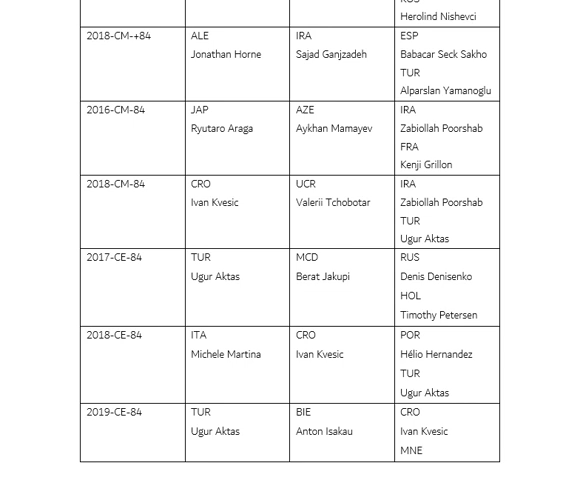 RUS
Herolind Nishevci
2018-CM-+84
ALE
Jonathan Horne
IRA
Sajad Ganjzadeh
ESP
Babacar Seck Sakho
TUR
Alparslan Yamanoglu
2016-CM-84
JAP
Ryutaro Araga
AZE
Aykhan Mamayev
IRA
Zabiollah Poorshab
FRA
Kenji Grillon
2018-CM-84
CRO
Ivan Kvesic
UCR
Valerii Tchobotar
IRA
Zabiollah Poorshab
TUR
Ugur Aktas
2017-CE-84
TUR
Ugur Aktas
MCD
Berat Jakupi
RUS
Denis Denisenko
HOL
Timothy Petersen
2018-CE-84
ITA
Michele Martina
CRO
Ivan Kvesic
POR
Hélio Hernandez
TUR
Ugur Aktas
2019-CE-84
TUR
Ugur Aktas
BIE
Anton Isakau
CRO
Ivan Kvesic
MNE